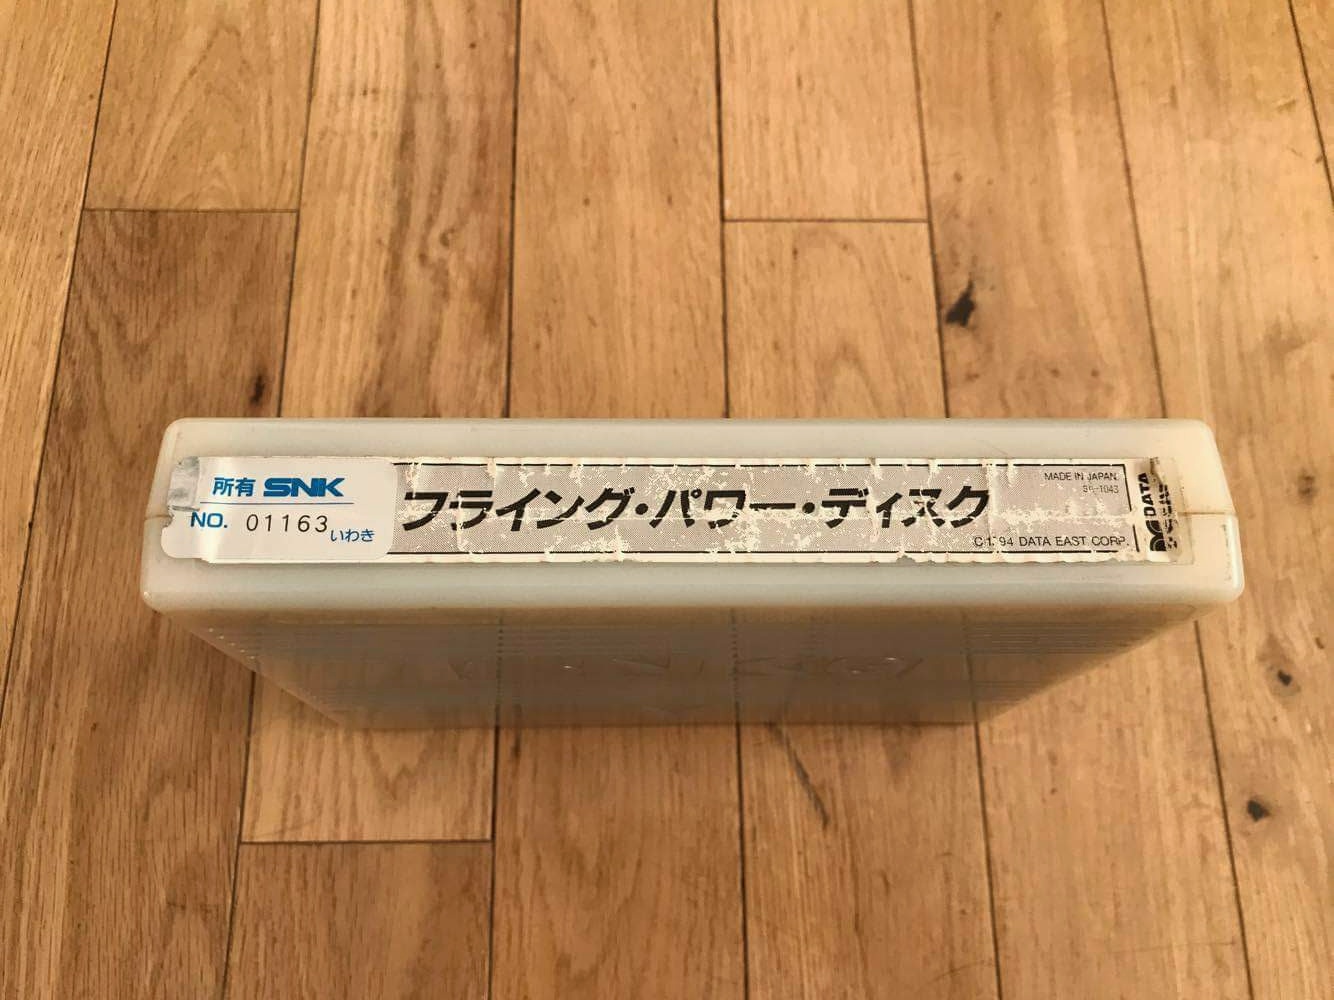 所有 SNK
NO. 01163 いわき
フライング・パワー・ディスク
MADE IN JAPAN.
DATA EAST CORP.
DATA